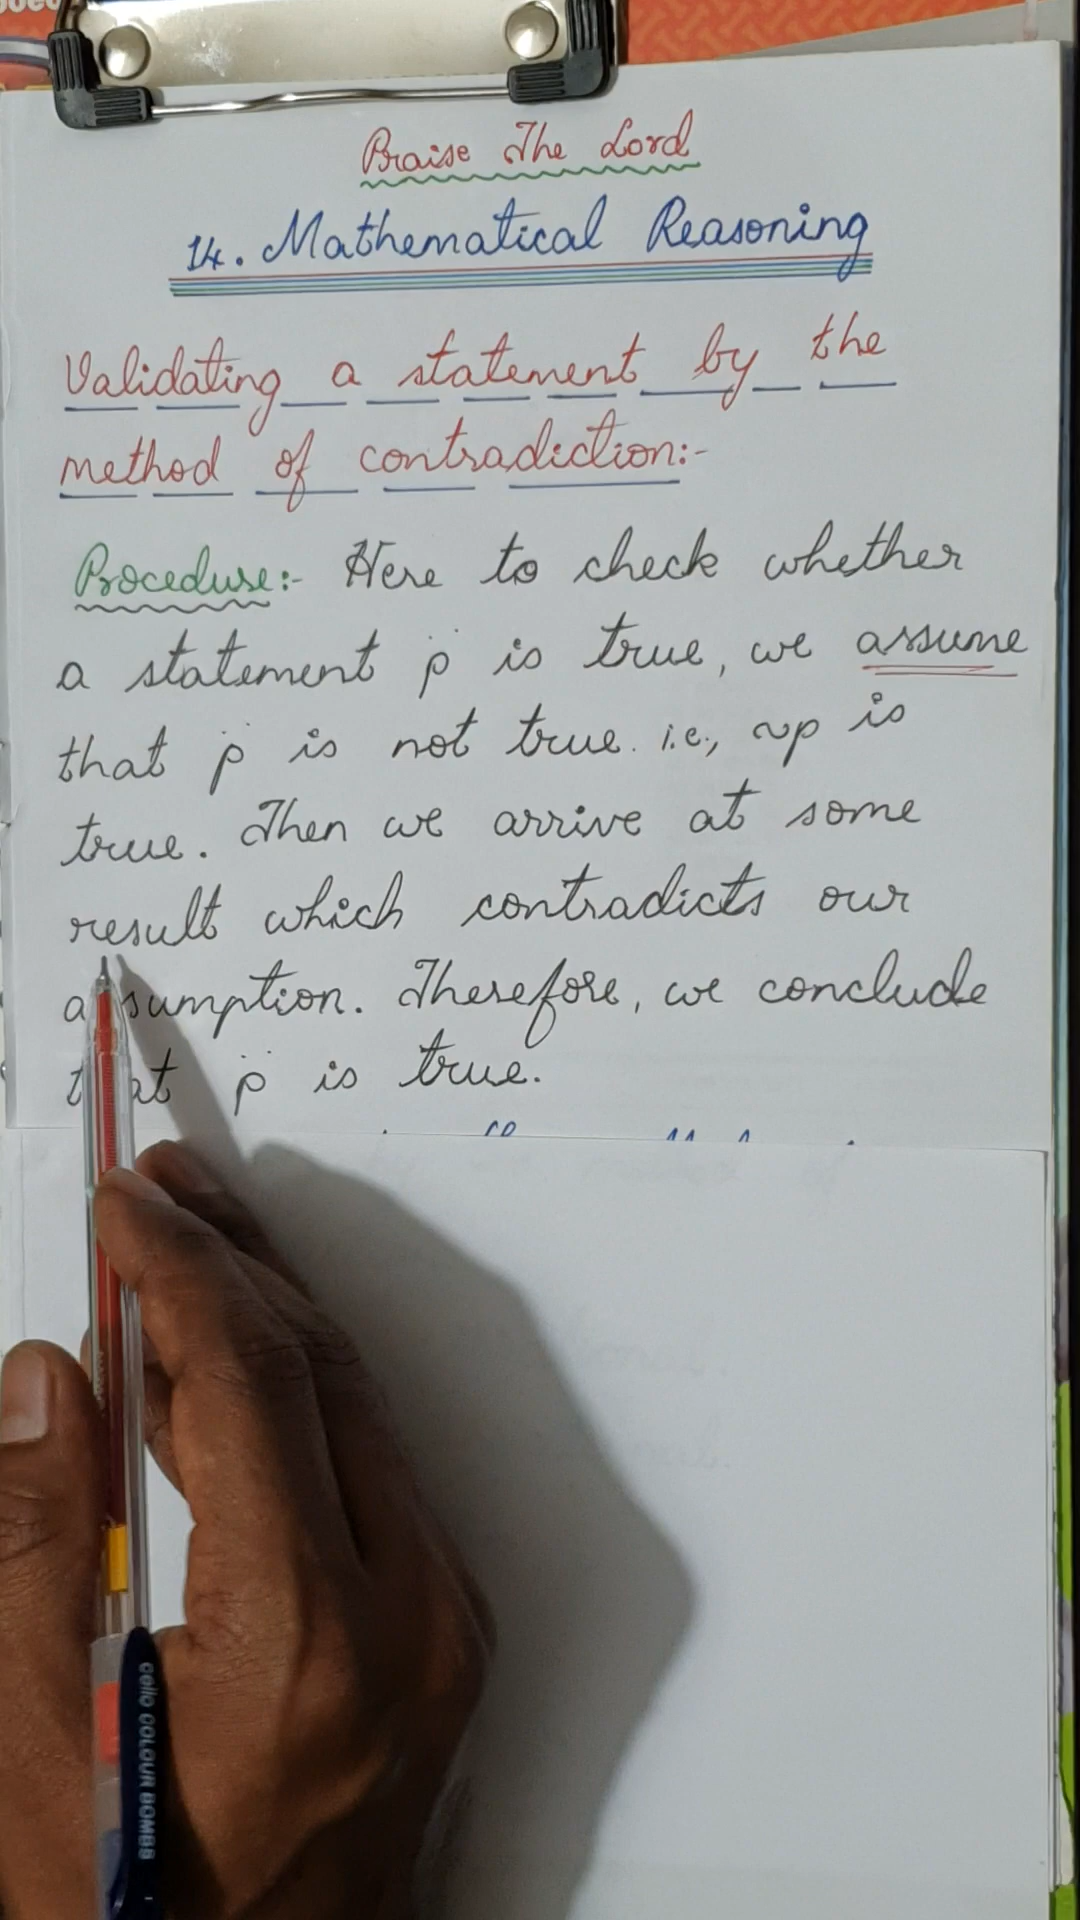 Praise The Lord
14. Mathematical Reasoning
Validating a statement by the
method of contradiction:-
Procedure:- Here to check whether
a statement p is true, we assume
that p is not true. i.e., ~p is
true. Then we arrive at some
result which contradicts our
assumption. Therefore, we conclude
that p is true.
cello COLOUR BOMBS